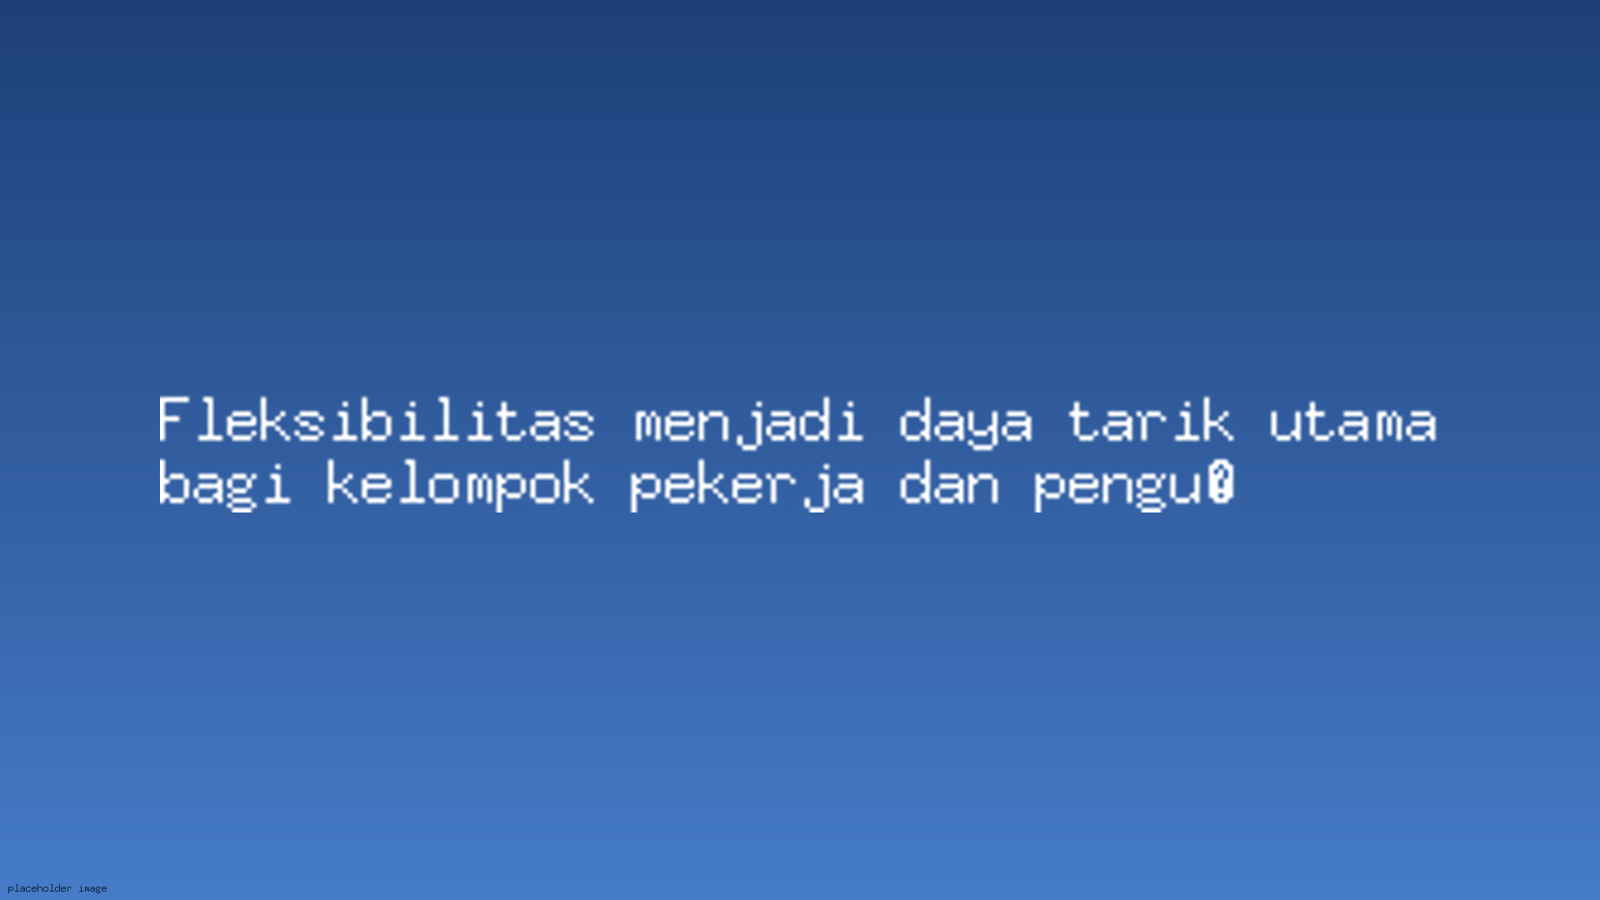 Fleksibilitas menjadi daya tarik utama
bagi kelompok pekerja dan pengu�
placeholder image